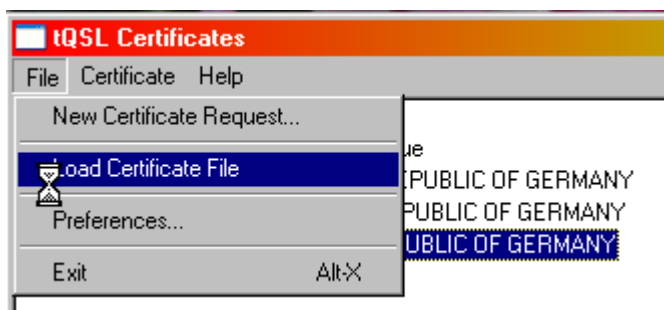 tQSL Certificates
File Certificate Help
New Certificate Request...
Load Certificate File
PUBLIC OF GERMANY
Preferences...
PUBLIC OF GERMANY
UBLIC OF GERMANY
Exit Alt-X